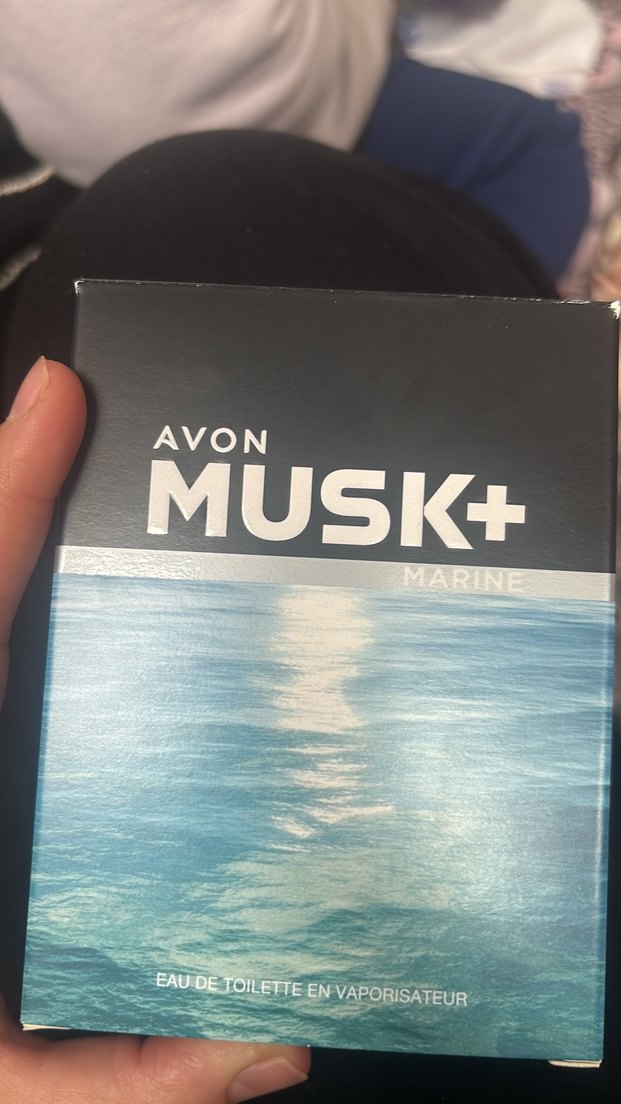 AVON
MUSK+
MARINE
EAU DE TOILETTE EN VAPORISATEUR